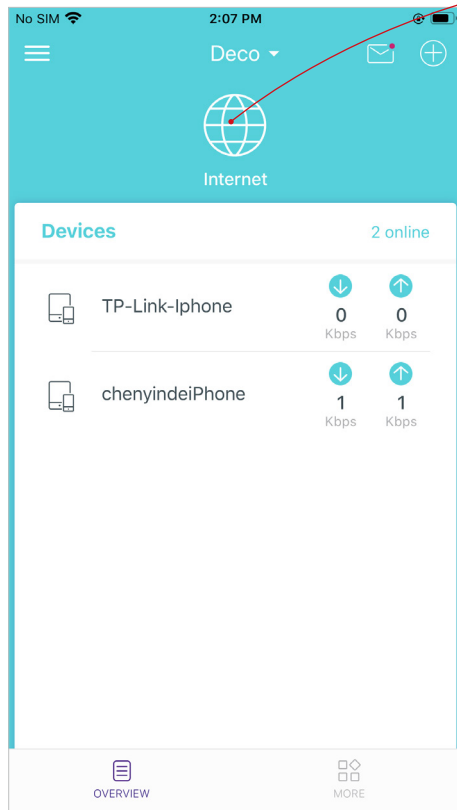 No SIM 2:07 PM
Deco
Internet
Devices 2 online
TP-Link-Iphone 0 0
Kbps Kbps
chenyindeiPhone 1 1
Kbps Kbps
OVERVIEW MORE